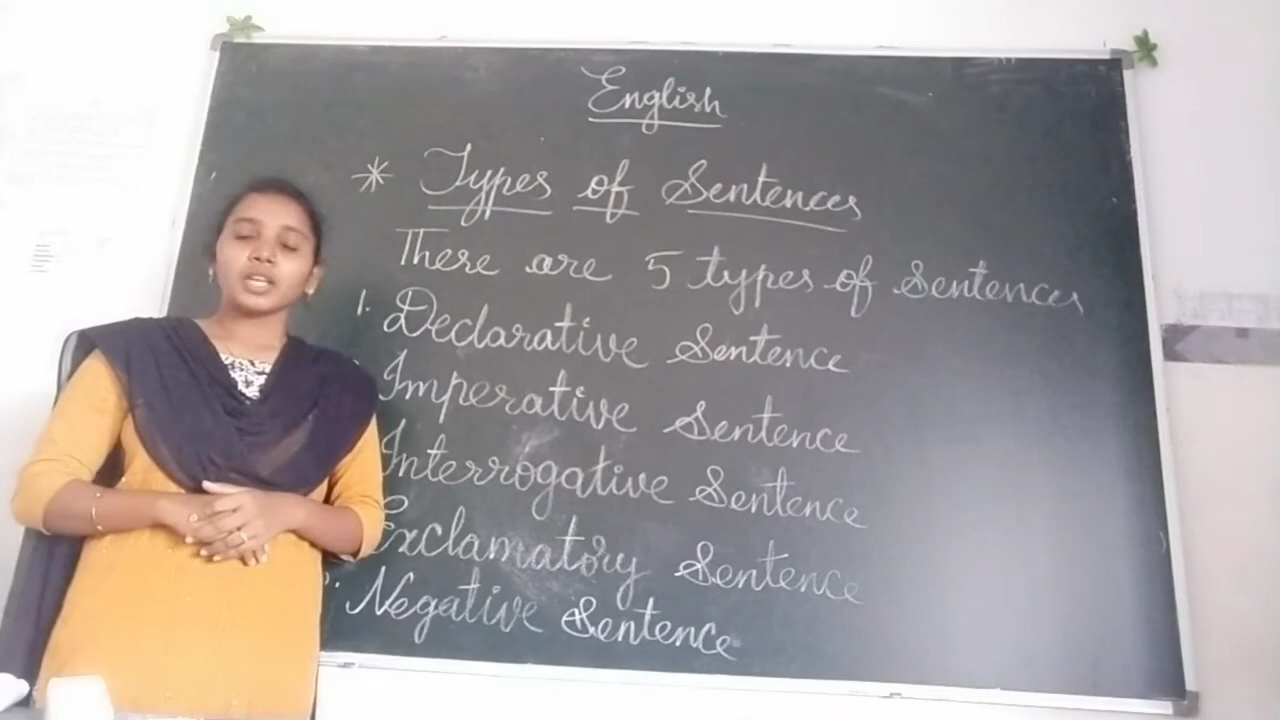 English
* Types of Sentences
There are 5 types of Sentences
1. Declarative Sentence
Imperative Sentence
Interrogative Sentence
Exclamatory Sentence
Negative Sentence